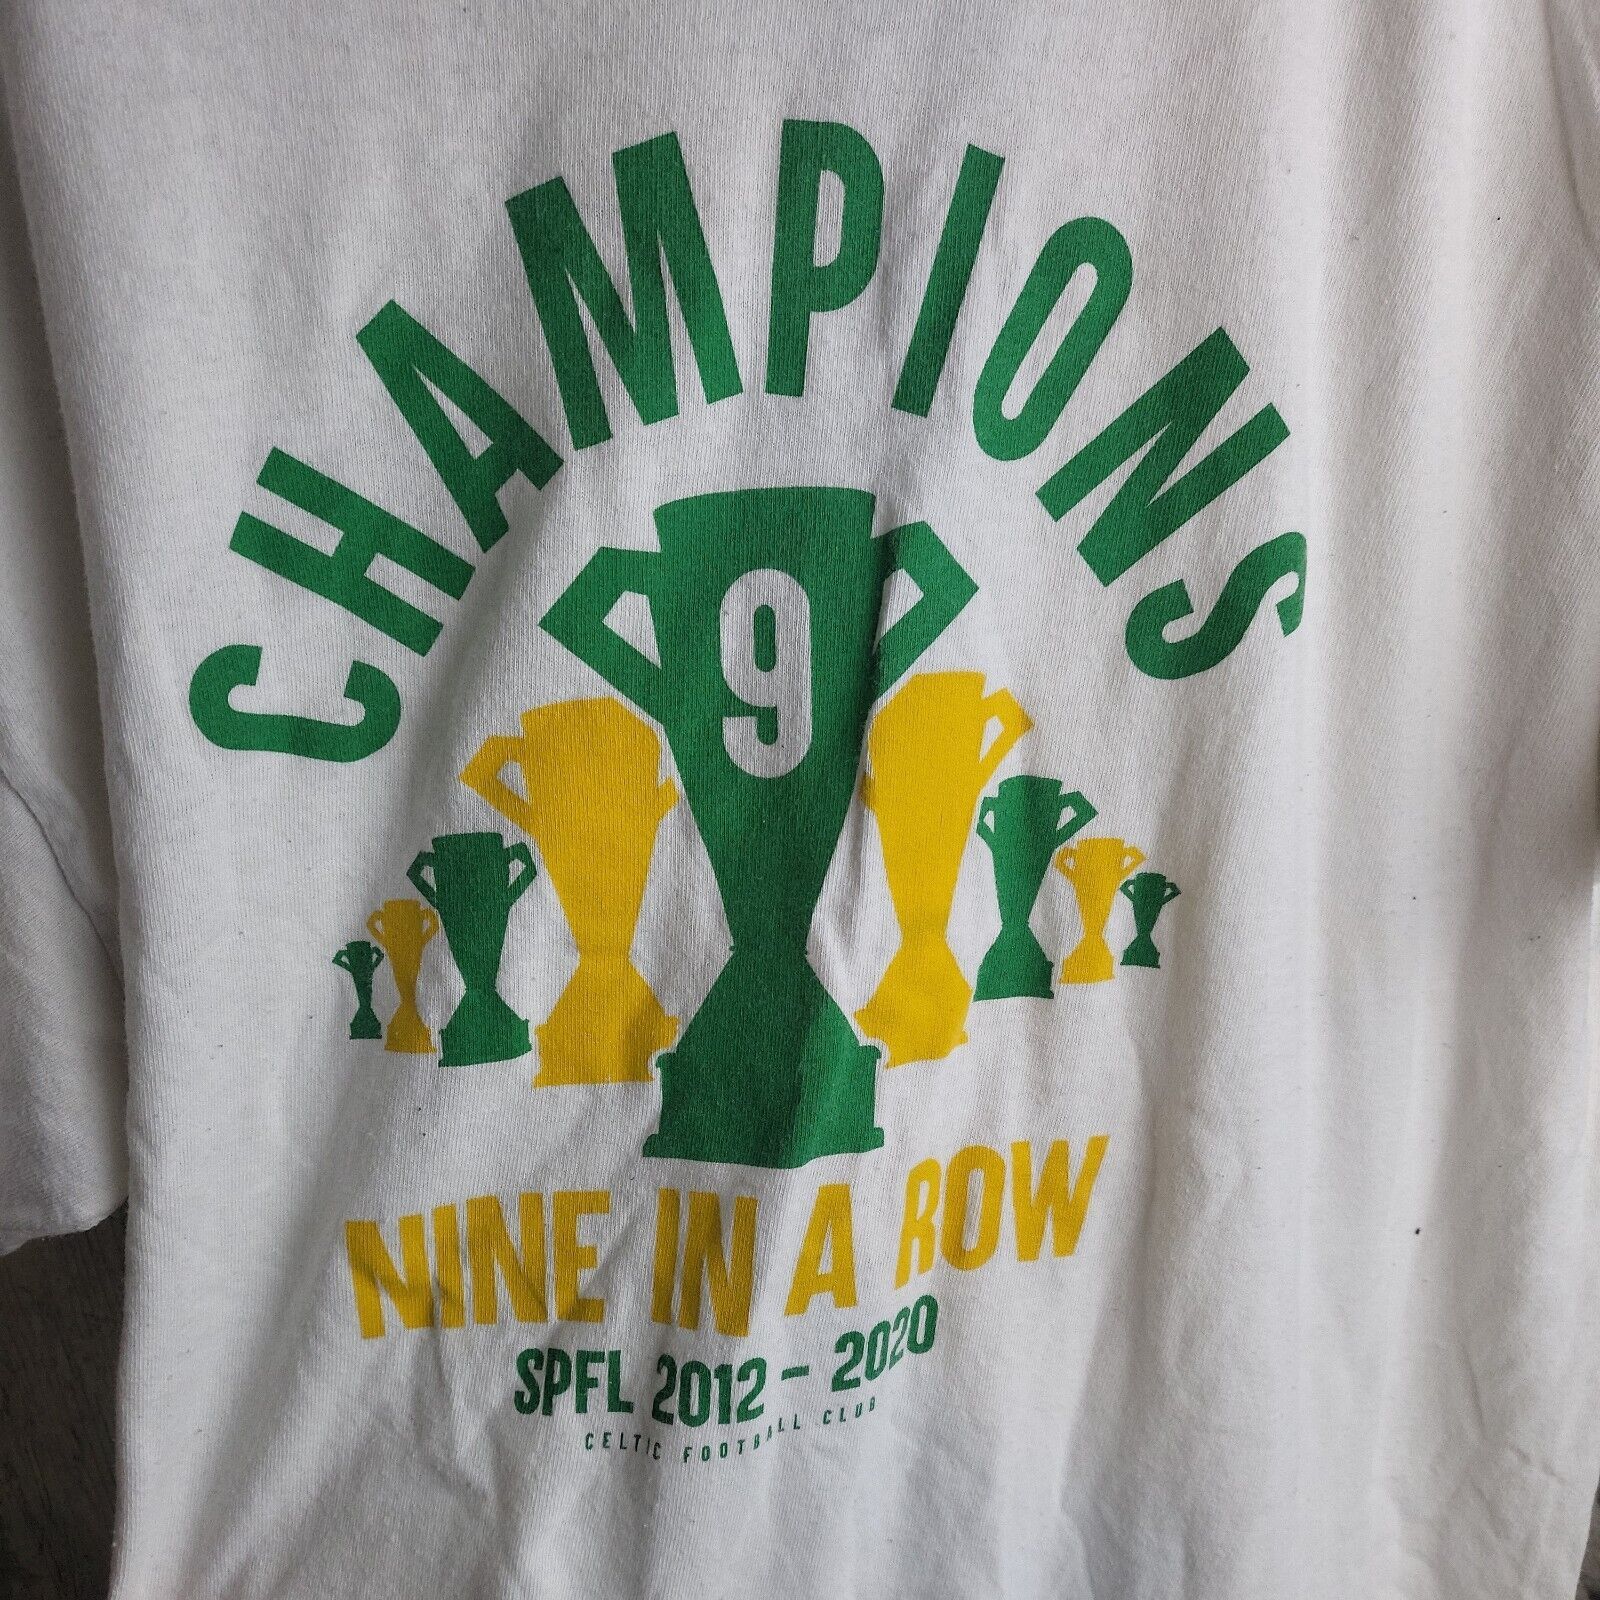 CHAMPIONS
9
NINE IN A ROW
SPFL 2012 - 2020
CELTIC FOOTBALL CLUB